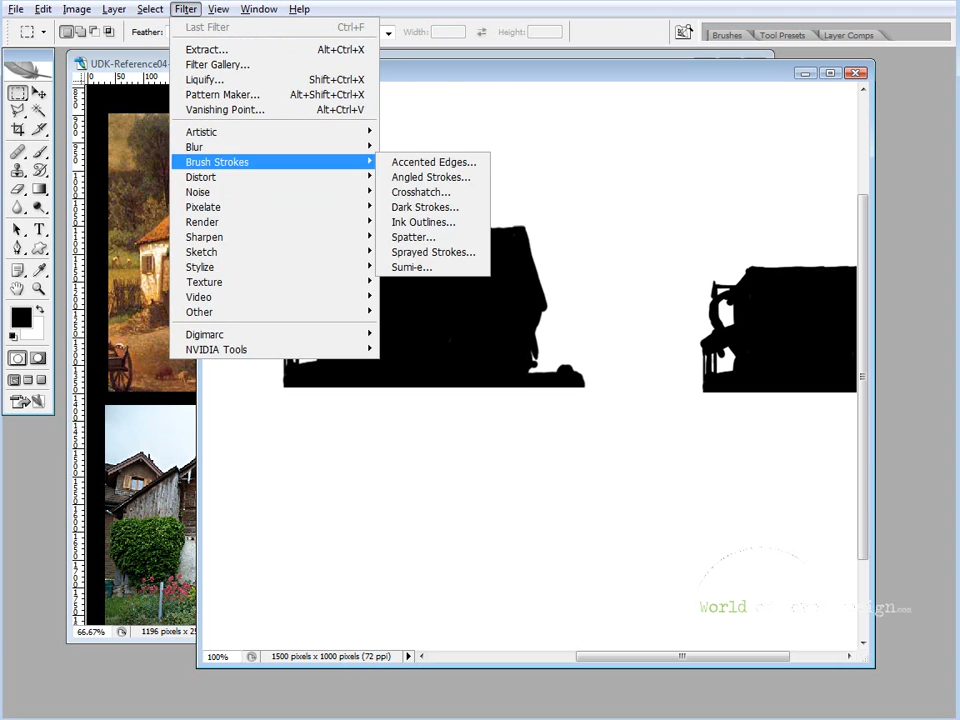 File Edit Image Layer Select Filter View Window Help
Feather: Width: Height: Brushes Tool Presets Layer Comps
Last Filter Ctrl+F
Extract... Alt+Ctrl+X
Filter Gallery...
Liquify... Shift+Ctrl+X
Pattern Maker... Alt+Shift+Ctrl+X
Vanishing Point... Alt+Ctrl+V
Artistic
Blur
Brush Strokes
Distort
Noise
Pixelate
Render
Sharpen
Sketch
Stylize
Texture
Video
Other
Digimarc
NVIDIA Tools
Accented Edges...
Angled Strokes...
Crosshatch...
Dark Strokes...
Ink Outlines...
Spatter...
Sprayed Strokes...
Sumi-e...
UDK-Reference04-
0 50 100
World
66.67% 1196 pixels x 25
100% 1500 pixels x 1000 pixels (72 ppi)